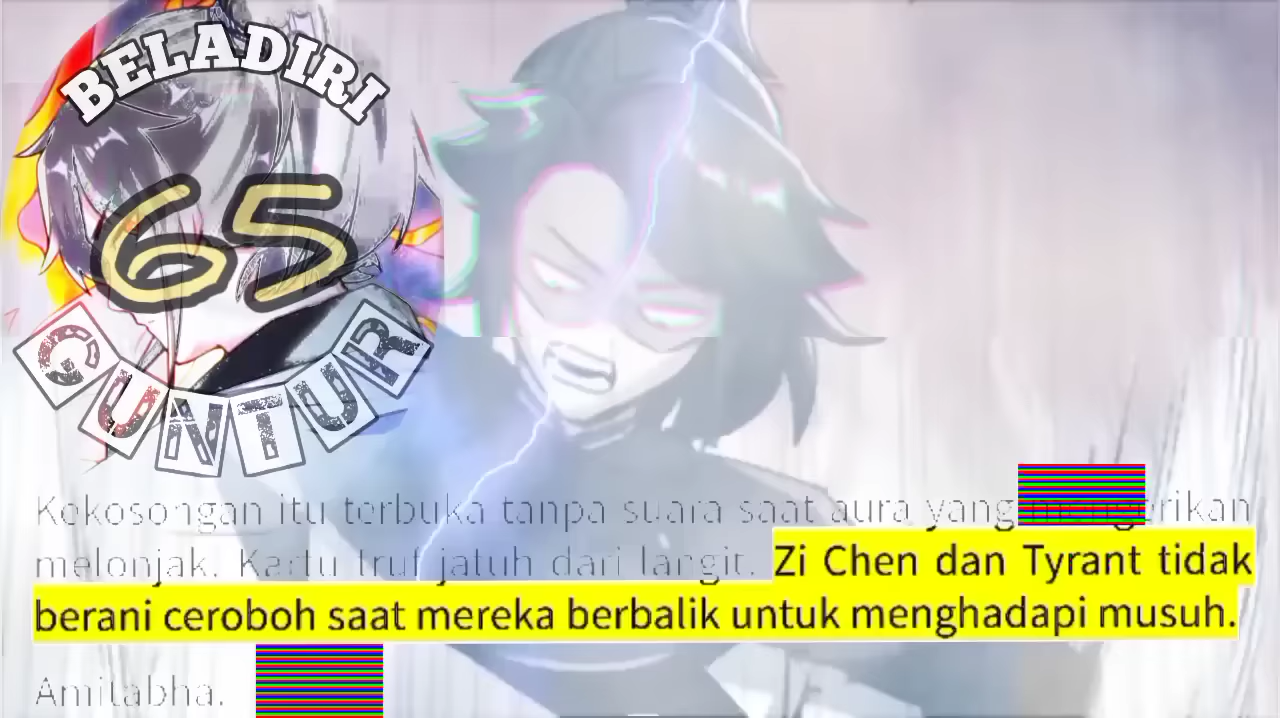 BELADIRI
65
GUNTUR
Kekosongan itu terbuka tanpa suara saat aura yang mengerikan
melonjak. Kartu truf jatuh dari langit. Zi Chen dan Tyrant tidak
berani ceroboh saat mereka berbalik untuk menghadapi musuh.
Amitabha.